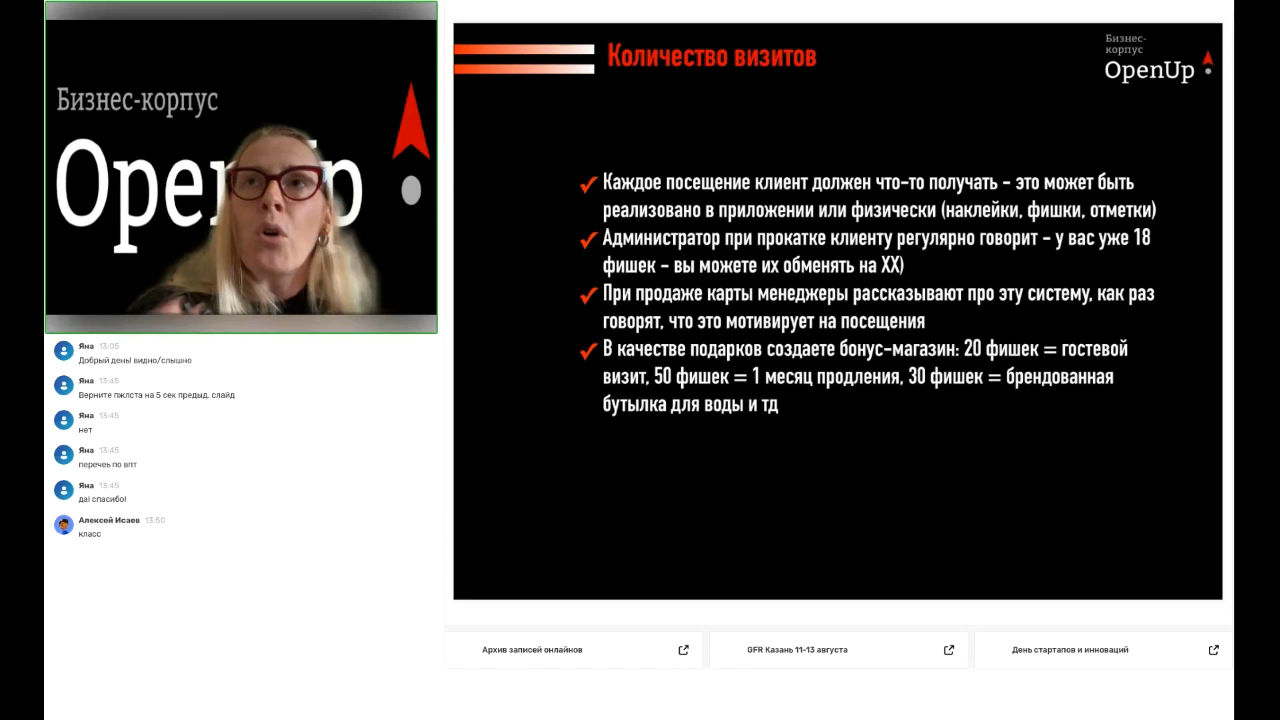 Бизнес-корпус
OpenUp
Яна 13:05
Добрый день! видно/слышно
Яна 13:45
Верните пжлста на 5 сек предыд. слайд
Яна 13:45
нет
Яна 13:45
перечеь по впт
Яна 13:45
да! спасибо!
Алексей Исаев 13:50
класс
Количество визитов
Бизнес-
корпус
OpenUp
Каждое посещение клиент должен что-то получать - это может быть
реализовано в приложении или физически (наклейки, фишки, отметки)
Администратор при прокатке клиенту регулярно говорит - у вас уже 18
фишек - вы можете их обменять на ХХ)
При продаже карты менеджеры рассказывают про эту систему, как раз
говорят, что это мотивирует на посещения
В качестве подарков создаете бонус-магазин: 20 фишек = гостевой
визит, 50 фишек = 1 месяц продления, 30 фишек = брендованная
бутылка для воды и тд
Архив записей онлайнов
GFR Казань 11-13 августа
День стартапов и инноваций